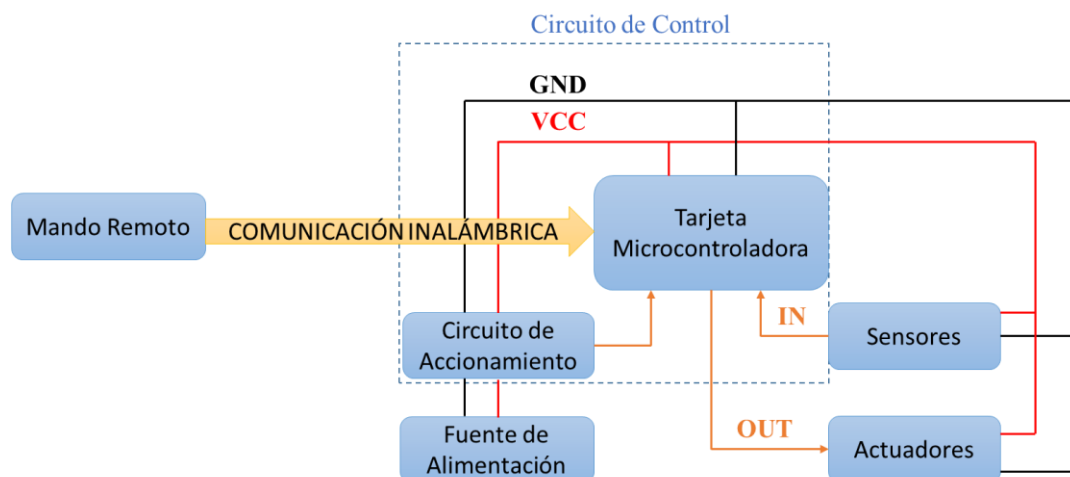 Circuito de Control
GND
VCC
Mando Remoto
COMUNICACIÓN INALÁMBRICA
Tarjeta
Microcontroladora
Circuito de
Accionamiento
IN
Sensores
Fuente de
Alimentación
OUT
Actuadores